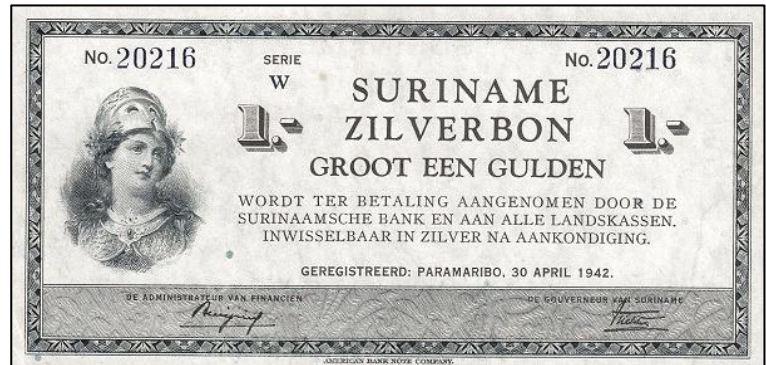 No. 20216
SERIE
W
No. 20216
SURINAME
1.- ZILVERBON 1.-
GROOT EEN GULDEN
WORDT TER BETALING AANGENOMEN DOOR DE
SURINAAMSCHE BANK EN AAN ALLE LANDSKASSEN.
INWISSELBAAR IN ZILVER NA AANKONDIGING.
GEREGISTREERD: PARAMARIBO, 30 APRIL 1942.
DE ADMINISTRATEUR VAN FINANCIËN
DE GOUVERNEUR VAN SURINAME
AMERICAN BANK NOTE COMPANY.